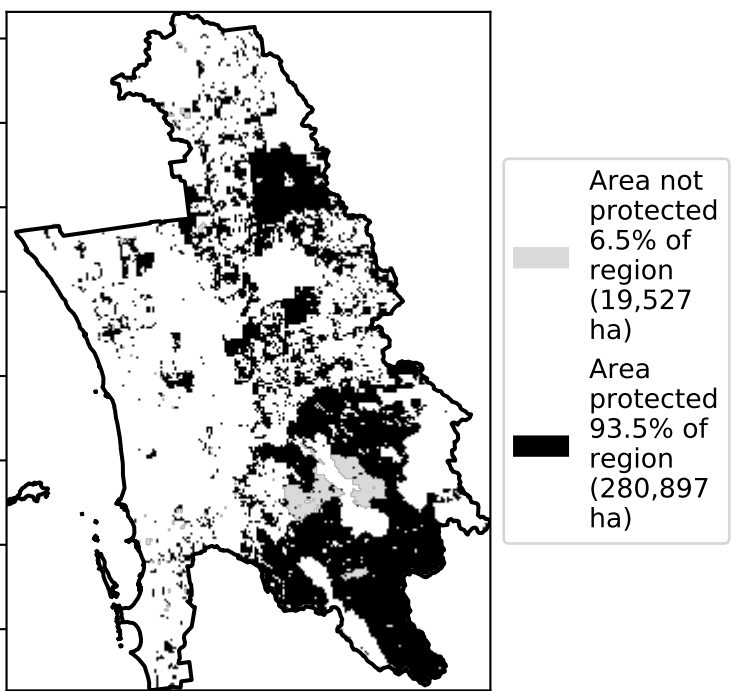 Area not
protected
6.5% of
region
(19,527
ha)
Area
protected
93.5% of
region
(280,897
ha)